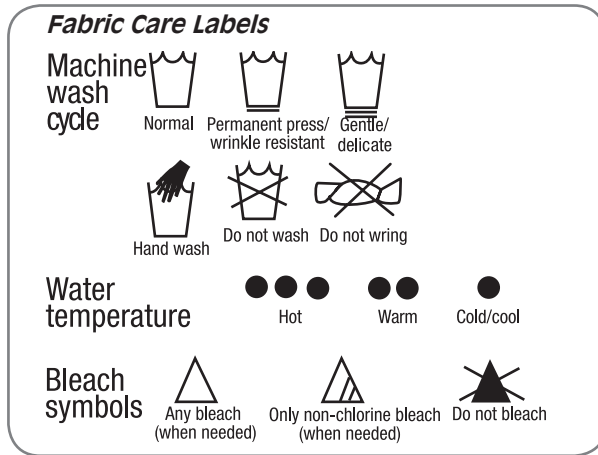 Fabric Care Labels
Machine
wash
cycle
Normal
Permanent press/
wrinkle resistant
Gentle/
delicate
Hand wash
Do not wash
Do not wring
Water
temperature
Hot
Warm
Cold/cool
Bleach
symbols
Any bleach
(when needed)
Only non-chlorine bleach
(when needed)
Do not bleach